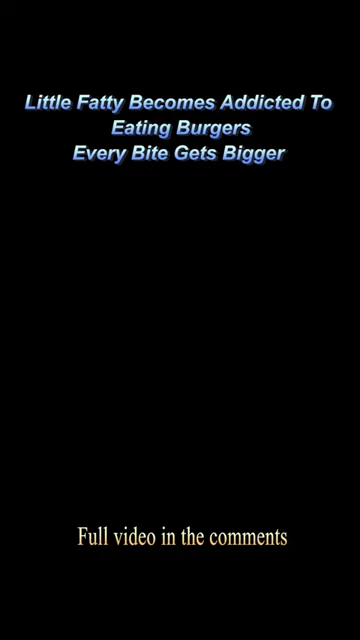 Little Fatty Becomes Addicted To
Eating Burgers
Every Bite Gets Bigger
Full video in the comments